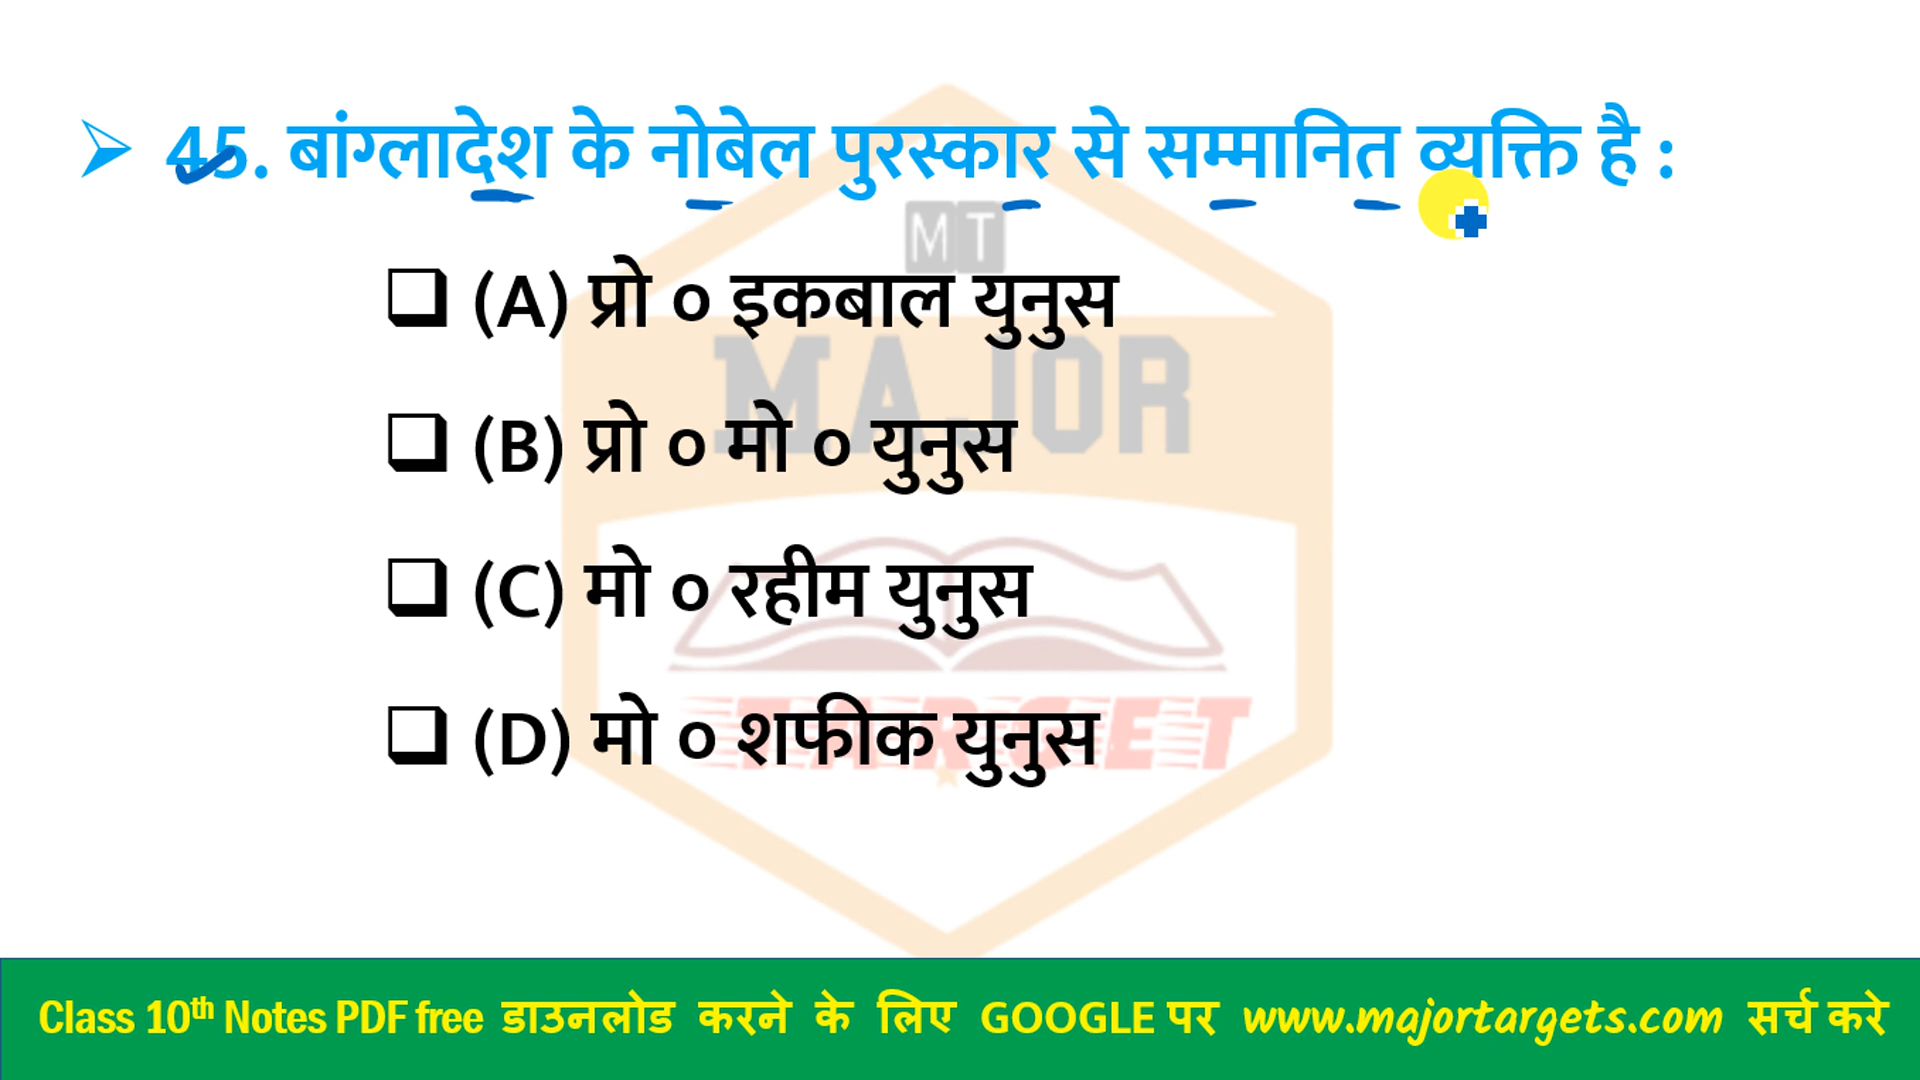 ➢ 45. बांग्लादेश के नोबेल पुरस्कार से सम्मानित व्यक्ति है :
MT
❑ (A) प्रो ० इकबाल युनुस
MAJOR
❑ (B) प्रो ० मो ० युनुस
❑ (C) मो ० रहीम युनुस
❑ (D) मो ० शफीक युनुस
TARGET
Class 10th Notes PDF free डाउनलोड करने के लिए GOOGLE पर www.majortargets.com सर्च करे